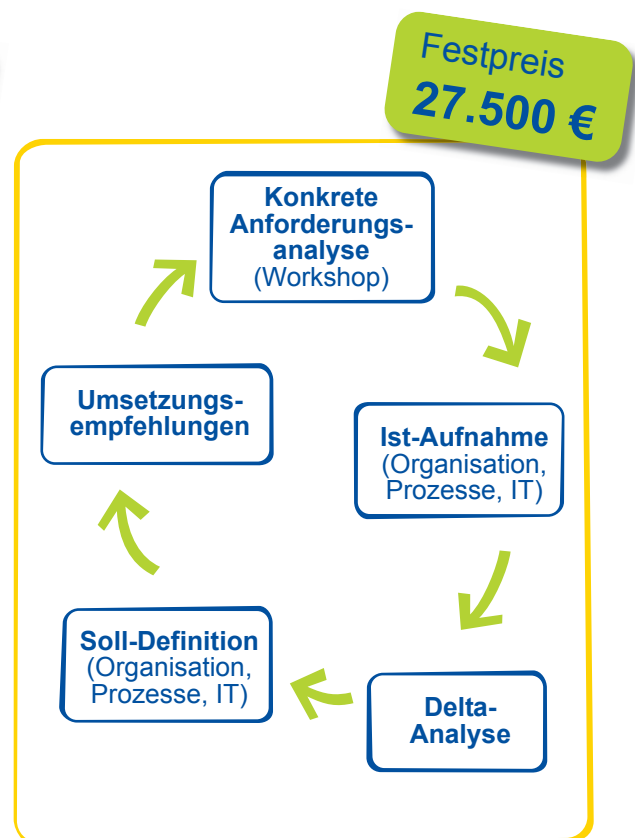 Festpreis
27.500 €
Konkrete
Anforderungs-
analyse
(Workshop)
Umsetzungs-
empfehlungen
Ist-Aufnahme
(Organisation,
Prozesse, IT)
Soll-Definition
(Organisation,
Prozesse, IT)
Delta-
Analyse